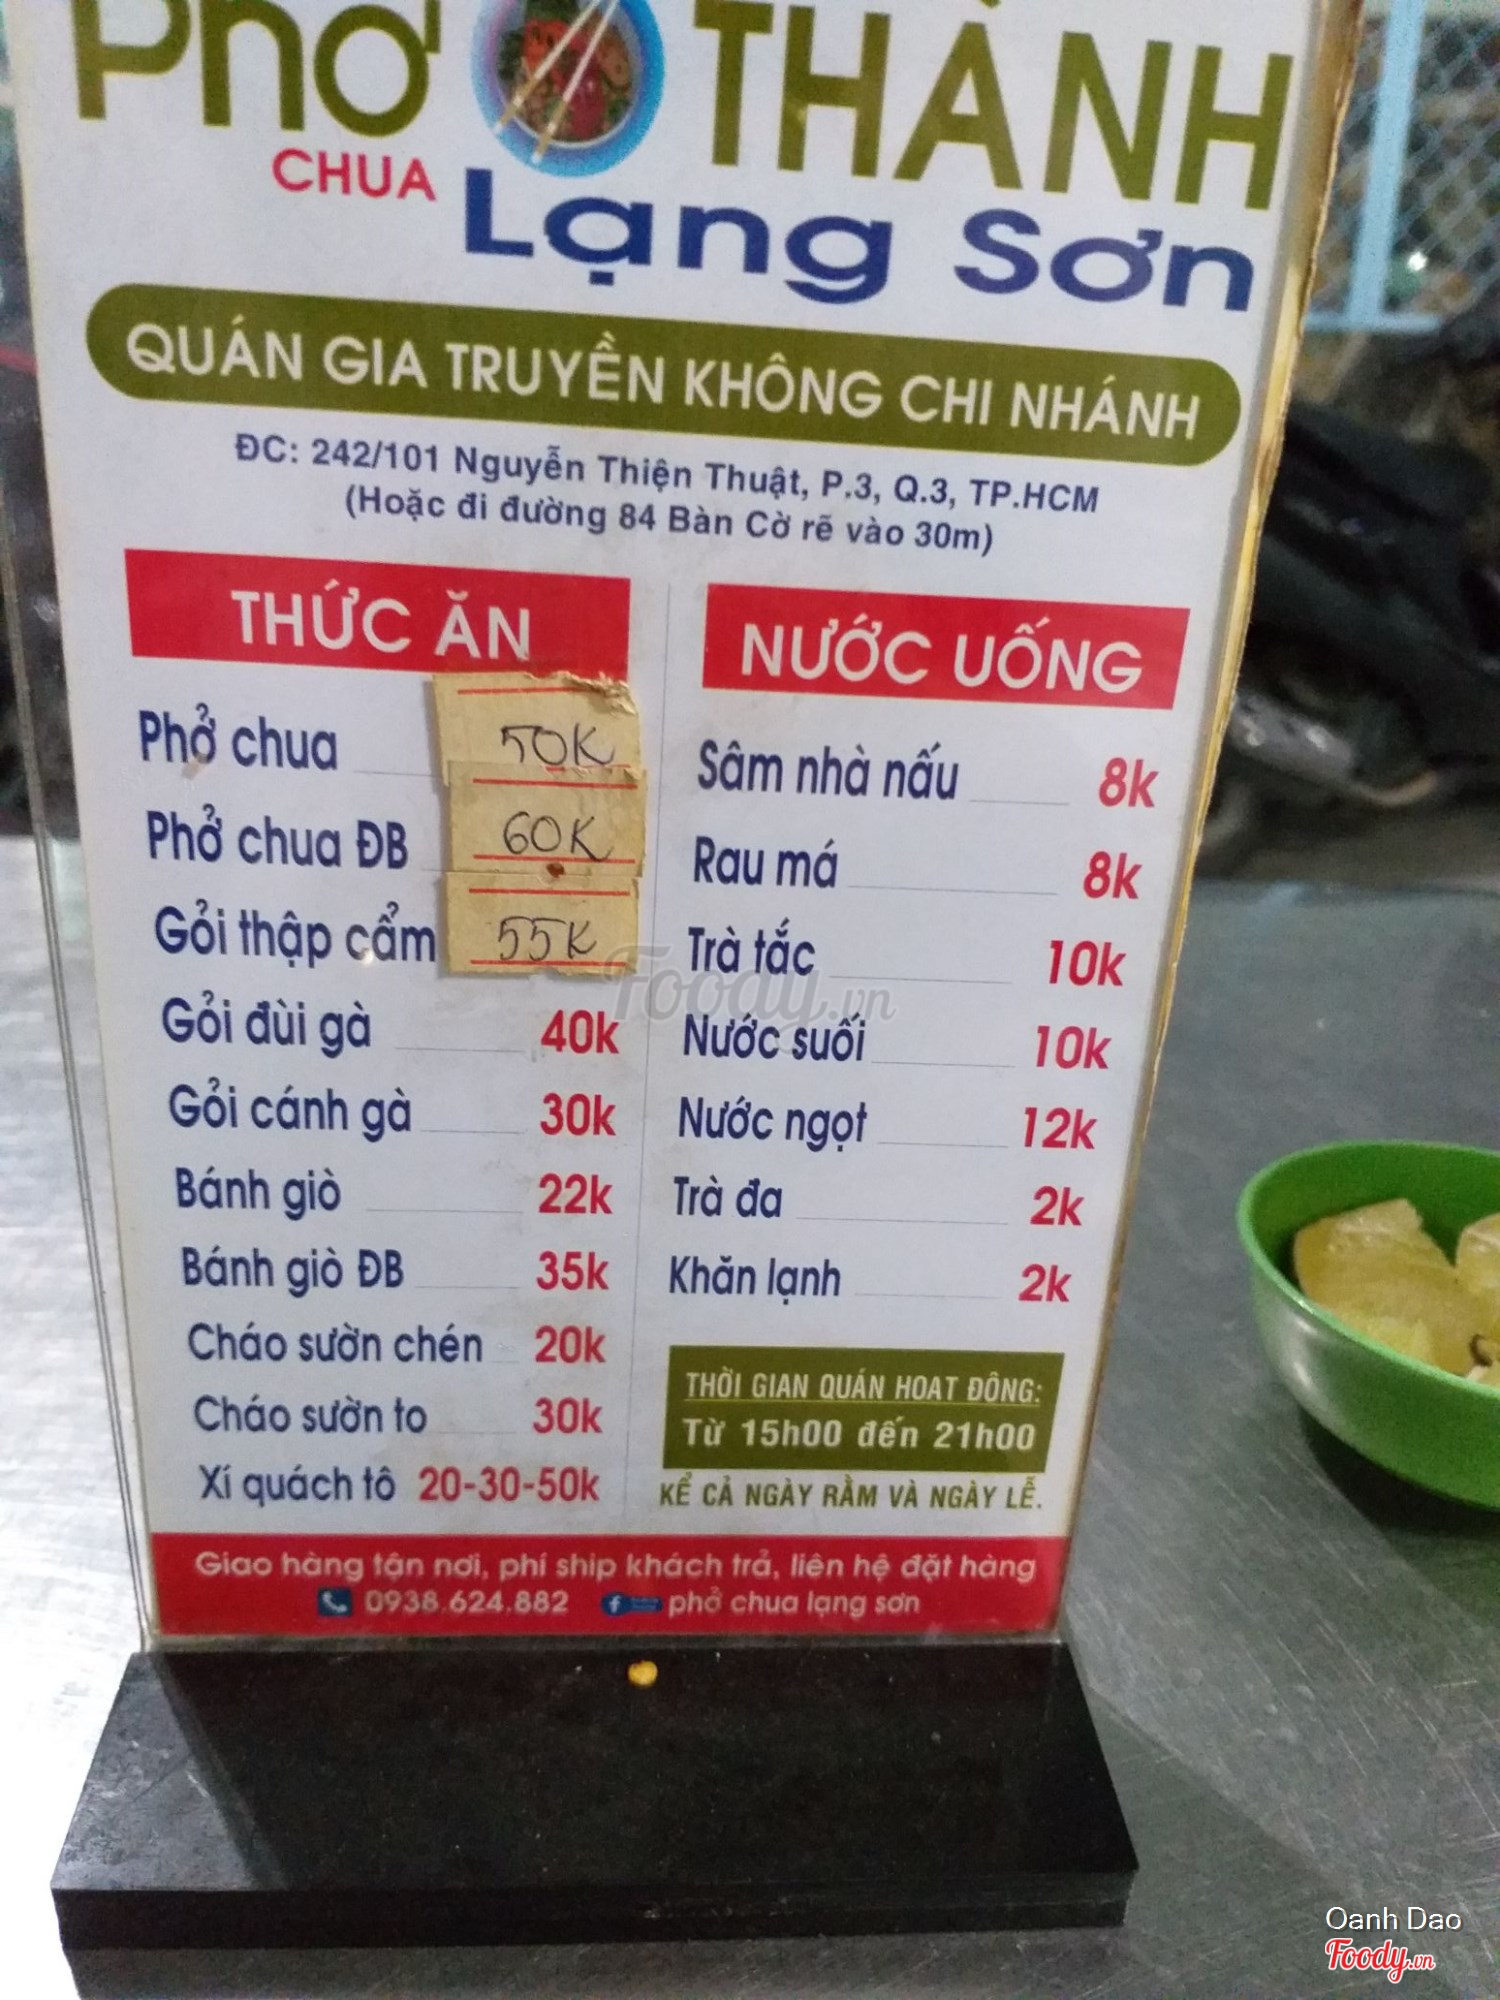 Phở THÀNH
CHUA
Lạng Sơn
QUÁN GIA TRUYỀN KHÔNG CHI NHÁNH
ĐC: 242/101 Nguyễn Thiện Thuật, P.3, Q.3, TP.HCM
(Hoặc đi đường 84 Bàn Cờ rẽ vào 30m)
THỨC ĂN
Phở chua 50K
Phở chua ĐB 60K
Gỏi thập cẩm 55K
Gỏi đùi gà 40k
Gỏi cánh gà 30k
Bánh giò 22k
Bánh giò ĐB 35k
Cháo sườn chén 20k
Cháo sườn to 30k
Xí quách tô 20-30-50k
NƯỚC UỐNG
Sâm nhà nấu 8k
Rau má 8k
Trà tắc 10k
Nước suối 10k
Nước ngọt 12k
Trà đa 2k
Khăn lạnh 2k
THỜI GIAN QUÁN HOẠT ĐÔNG:
Từ 15h00 đến 21h00
KỂ CẢ NGÀY RẰM VÀ NGÀY LỄ.
Giao hàng tận nơi, phí ship khách trả, liên hệ đặt hàng
0938.624.882 f phở chua lạng sơn
Foody.vn
Oanh Dao
Foody.vn